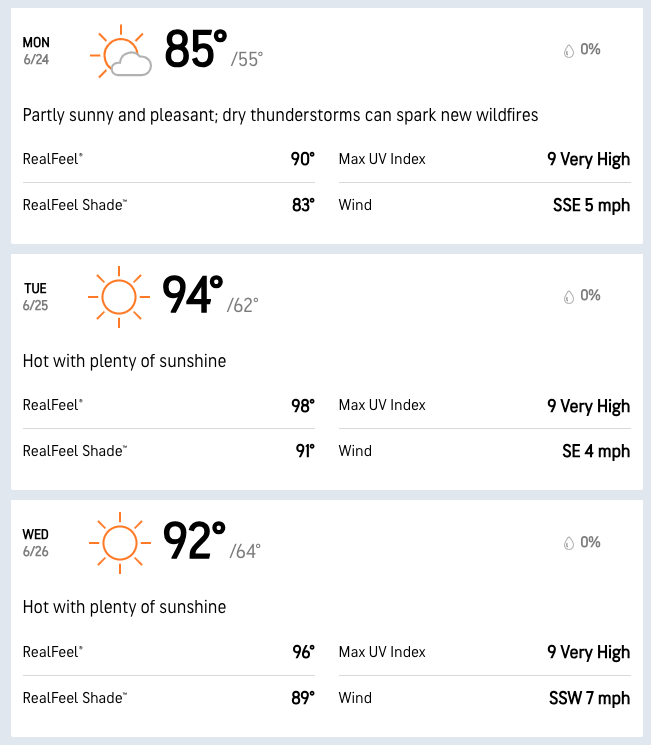 MON
6/24
85° /55°
0%
Partly sunny and pleasant; dry thunderstorms can spark new wildfires
RealFeel® 90°
Max UV Index 9 Very High
RealFeel Shade™ 83°
Wind SSE 5 mph
TUE
6/25
94° /62°
0%
Hot with plenty of sunshine
RealFeel® 98°
Max UV Index 9 Very High
RealFeel Shade™ 91°
Wind SE 4 mph
WED
6/26
92° /64°
0%
Hot with plenty of sunshine
RealFeel® 96°
Max UV Index 9 Very High
RealFeel Shade™ 89°
Wind SSW 7 mph